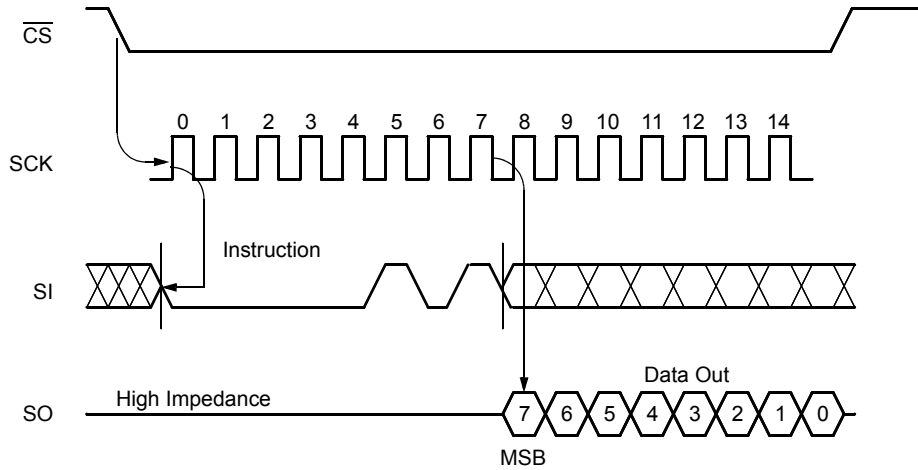 CS
0 1 2 3 4 5 6 7 8 9 10 11 12 13 14
SCK
Instruction
SI
Data Out
High Impedance
SO
7 6 5 4 3 2 1 0
MSB